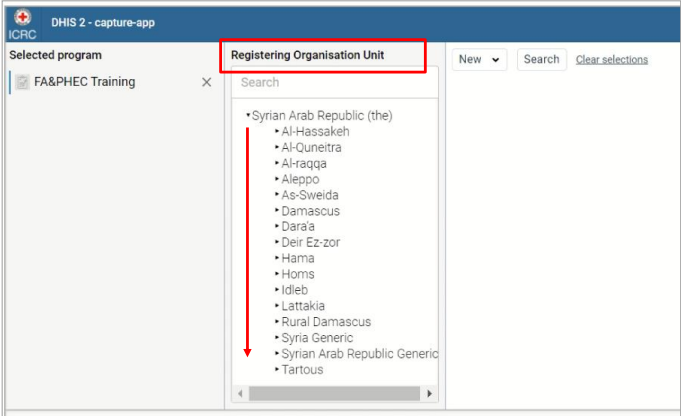 DHIS 2 - capture-app
ICRC
Selected program
FA&PHEC Training
Registering Organisation Unit
Search
Syrian Arab Republic (the)
Al-Hassakeh
Al-Quneitra
Al-raqqa
Aleppo
As-Sweida
Damascus
Dara'a
Deir Ez-zor
Hama
Homs
Idleb
Lattakia
Rural Damascus
Syria Generic
Syrian Arab Republic Generic
Tartous
New
Search
Clear selections